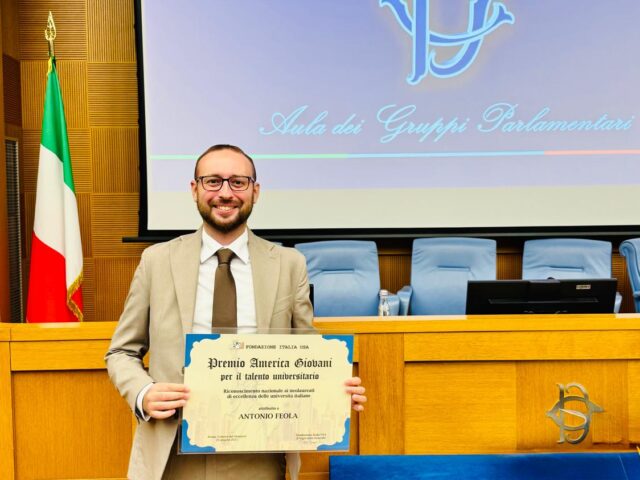 Aula dei Gruppi Parlamentari
FONDAZIONE ITALIA USA
Premio America Giovani
per il talento universitario
Riconoscimento nazionale ai neolaureati
di eccellenza delle università italiane
attribuito a
ANTONIO FEOLA